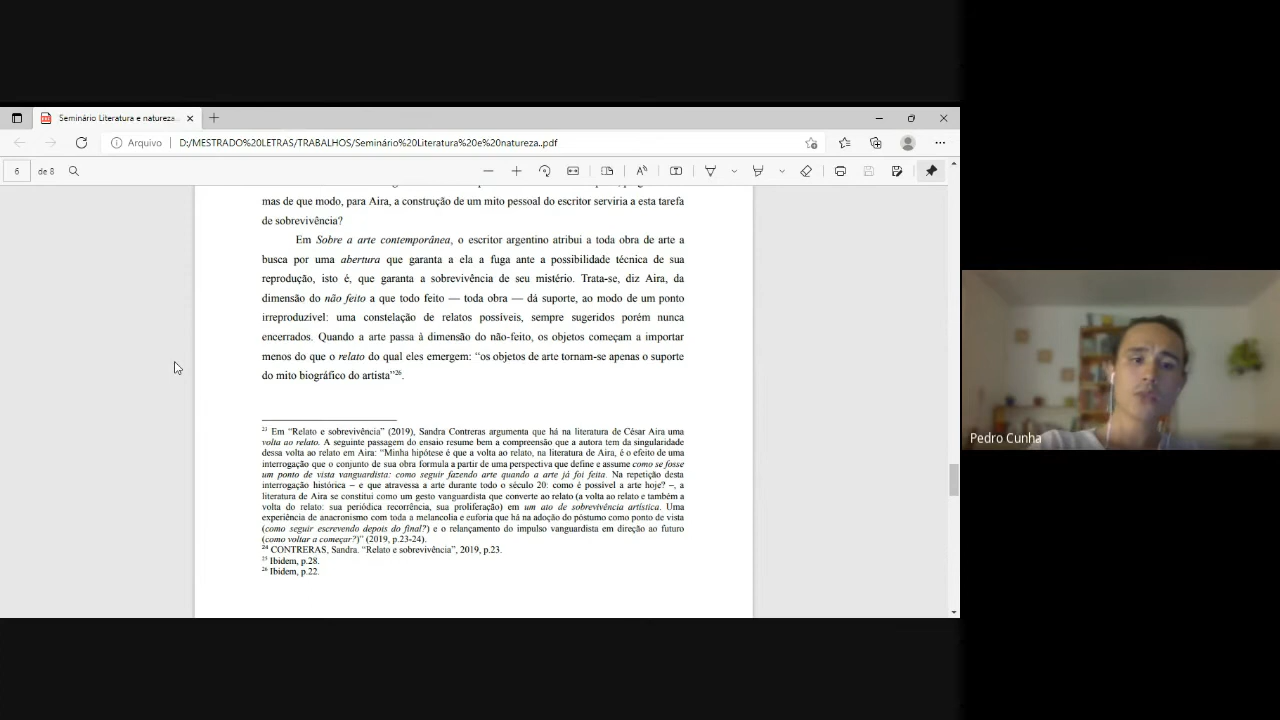 Seminário Literatura e natureza..
Arquivo
D:/MESTRADO%20LETRAS/TRABALHOS/Seminário%20Literatura%20e%20natureza..pdf
6 de 8
mas de que modo, para Aira, a construção de um mito pessoal do escritor serviria a esta tarefa
de sobrevivência?
Em Sobre a arte contemporânea, o escritor argentino atribui a toda obra de arte a
busca por uma abertura que garanta a ela a fuga ante a possibilidade técnica de sua
reprodução, isto é, que garanta a sobrevivência de seu mistério. Trata-se, diz Aira, da
dimensão do não feito a que todo feito — toda obra — dá suporte, ao modo de um ponto
irreproduzível: uma constelação de relatos possíveis, sempre sugeridos porém nunca
encerrados. Quando a arte passa à dimensão do não-feito, os objetos começam a importar
menos do que o relato do qual eles emergem: “os objetos de arte tornam-se apenas o suporte
do mito biográfico do artista”26.
Em “Relato e sobrevivência” (2019), Sandra Contreras argumenta que há na literatura de César Aira uma
volta ao relato. A seguinte passagem do ensaio resume bem a compreensão que a autora tem da singularidade
dessa volta ao relato em Aira: “Minha hipótese é que a volta ao relato, na literatura de Aira, é o efeito de uma
interrogação que o conjunto de sua obra formula a partir de uma perspectiva que define e assume como se fosse
um ponto de vista vanguardista: como seguir fazendo arte quando a arte já foi feita. Na repetição desta
interrogação histórica – e que atravessa a arte durante todo o século 20: como é possível a arte hoje? –, a
literatura de Aira se constitui como um gesto vanguardista que converte ao relato (a volta ao relato e também a
volta do relato: sua periódica recorrência, sua proliferação) em um ato de sobrevivência artística. Uma
experiência de anacronismo com toda a melancolia e euforia que há na adoção do póstumo como ponto de vista
(como seguir escrevendo depois do final?) e o relançamento do impulso vanguardista em direção ao futuro
(como voltar a começar?)” (2019, p.23-24).
24 CONTRERAS, Sandra. “Relato e sobrevivência”, 2019, p.23.
25 Ibidem, p.28.
26 Ibidem, p.22.
Pedro Cunha